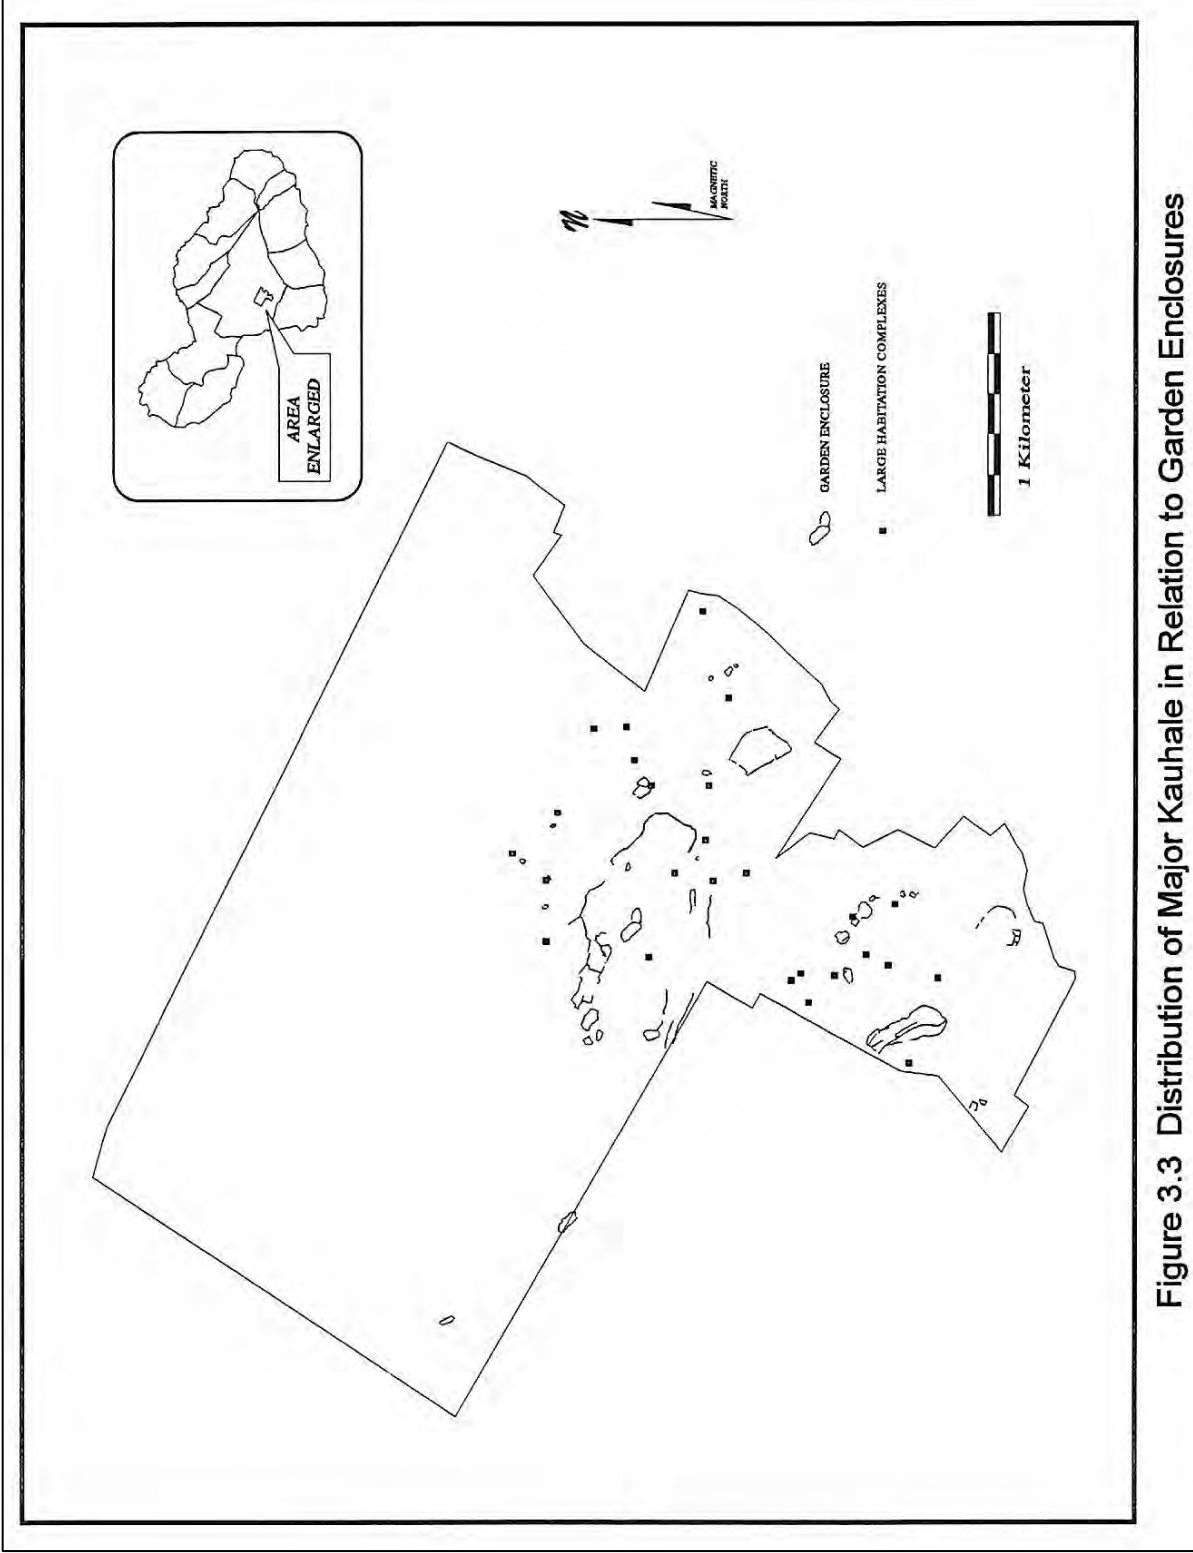 AREA
ENLARGED
N
MAGNETIC
NORTH
GARDEN ENCLOSURE
LARGE HABITATION COMPLEXES
1 Kilometer
Figure 3.3 Distribution of Major Kauhale in Relation to Garden Enclosures